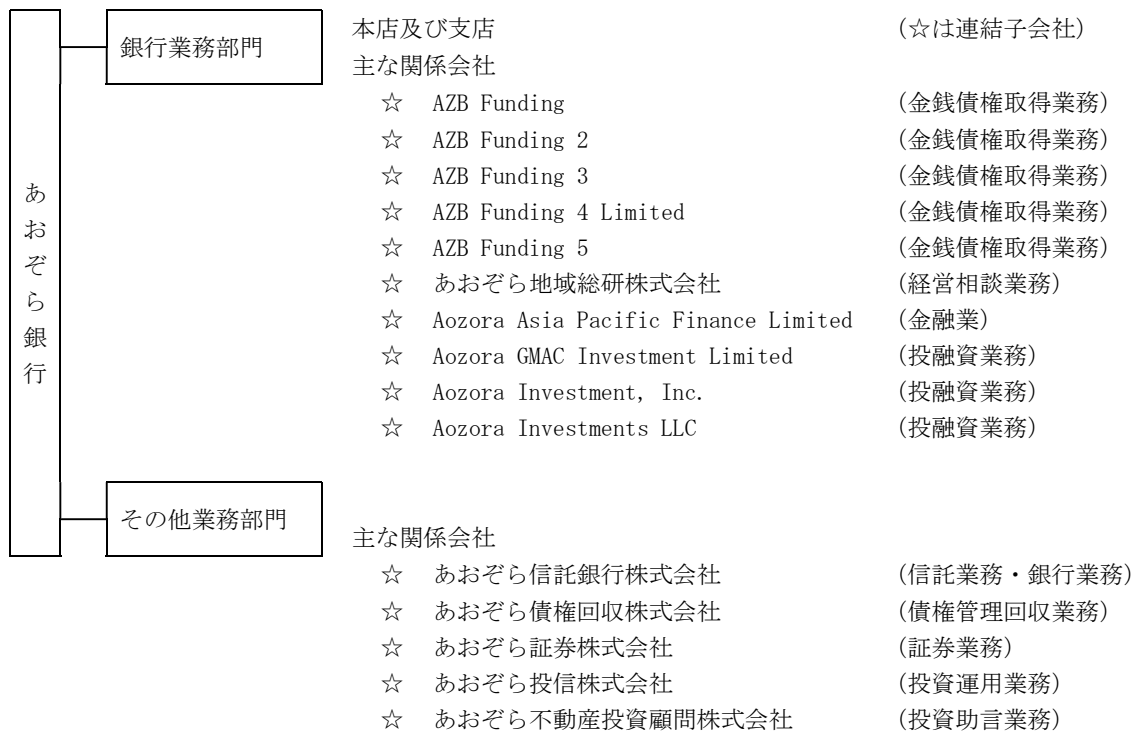 あおぞら銀行
銀行業務部門
本店及び支店 (☆は連結子会社)
主な関係会社
☆ AZB Funding (金銭債権取得業務)
☆ AZB Funding 2 (金銭債権取得業務)
☆ AZB Funding 3 (金銭債権取得業務)
☆ AZB Funding 4 Limited (金銭債権取得業務)
☆ AZB Funding 5 (金銭債権取得業務)
☆ あおぞら地域総研株式会社 (経営相談業務)
☆ Aozora Asia Pacific Finance Limited (金融業)
☆ Aozora GMAC Investment Limited (投融資業務)
☆ Aozora Investment, Inc. (投融資業務)
☆ Aozora Investments LLC (投融資業務)
その他業務部門
主な関係会社
☆ あおぞら信託銀行株式会社 (信託業務・銀行業務)
☆ あおぞら債権回収株式会社 (債権管理回収業務)
☆ あおぞら証券株式会社 (証券業務)
☆ あおぞら投信株式会社 (投資運用業務)
☆ あおぞら不動産投資顧問株式会社 (投資助言業務)